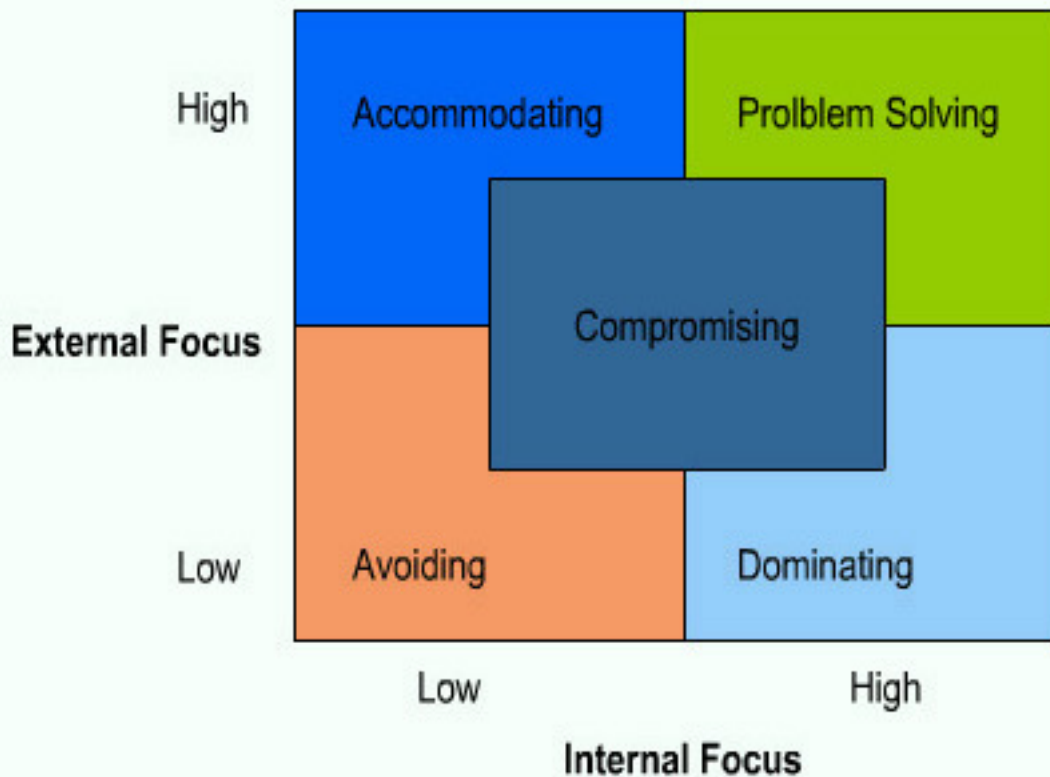 High
Accommodating
Prolblem Solving
External Focus
Compromising
Low
Avoiding
Dominating
Low
High
Internal Focus